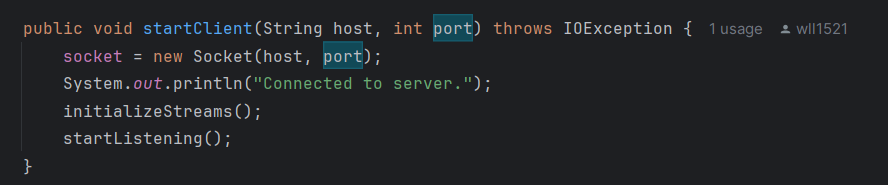 public void startClient(String host, int port) throws IOException { 1 usage wll1521
socket = new Socket(host, port);
System.out.println("Connected to server.");
initializeStreams();
startListening();
}